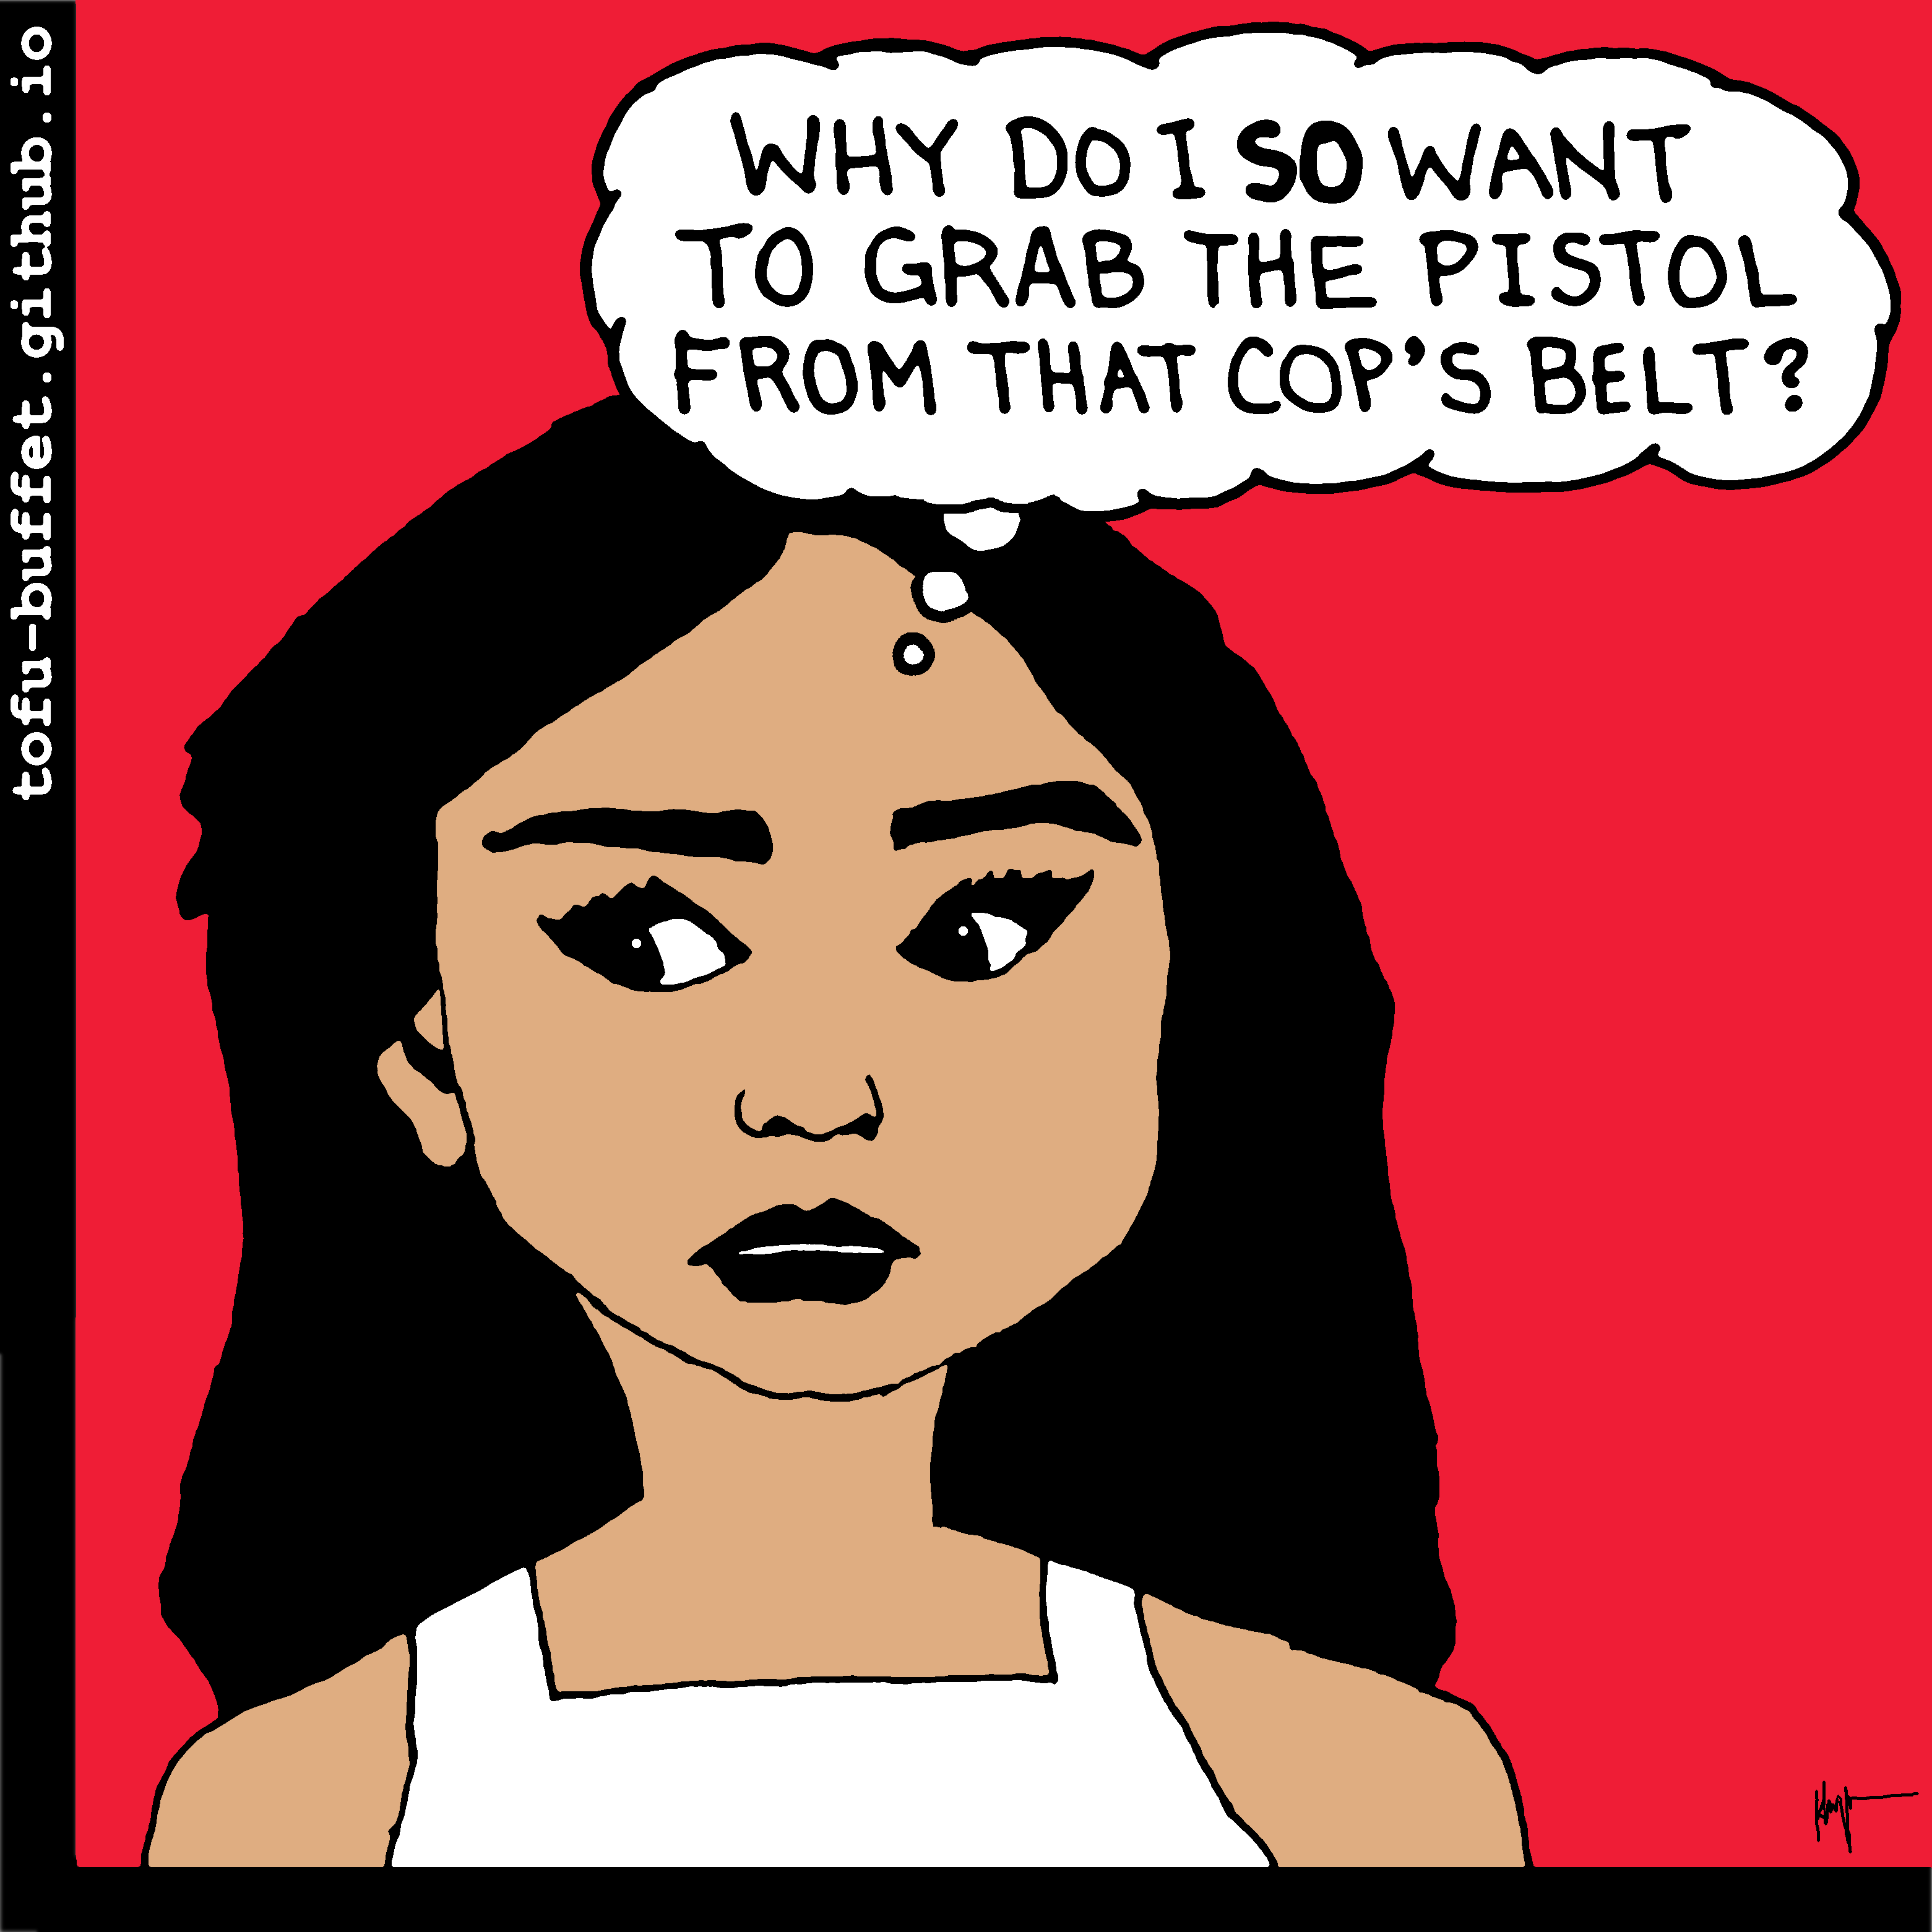 WHY DO I SO WANT
TO GRAB THE PISTOL
FROM THAT COP'S BELT?
tofu-buffet.github.io